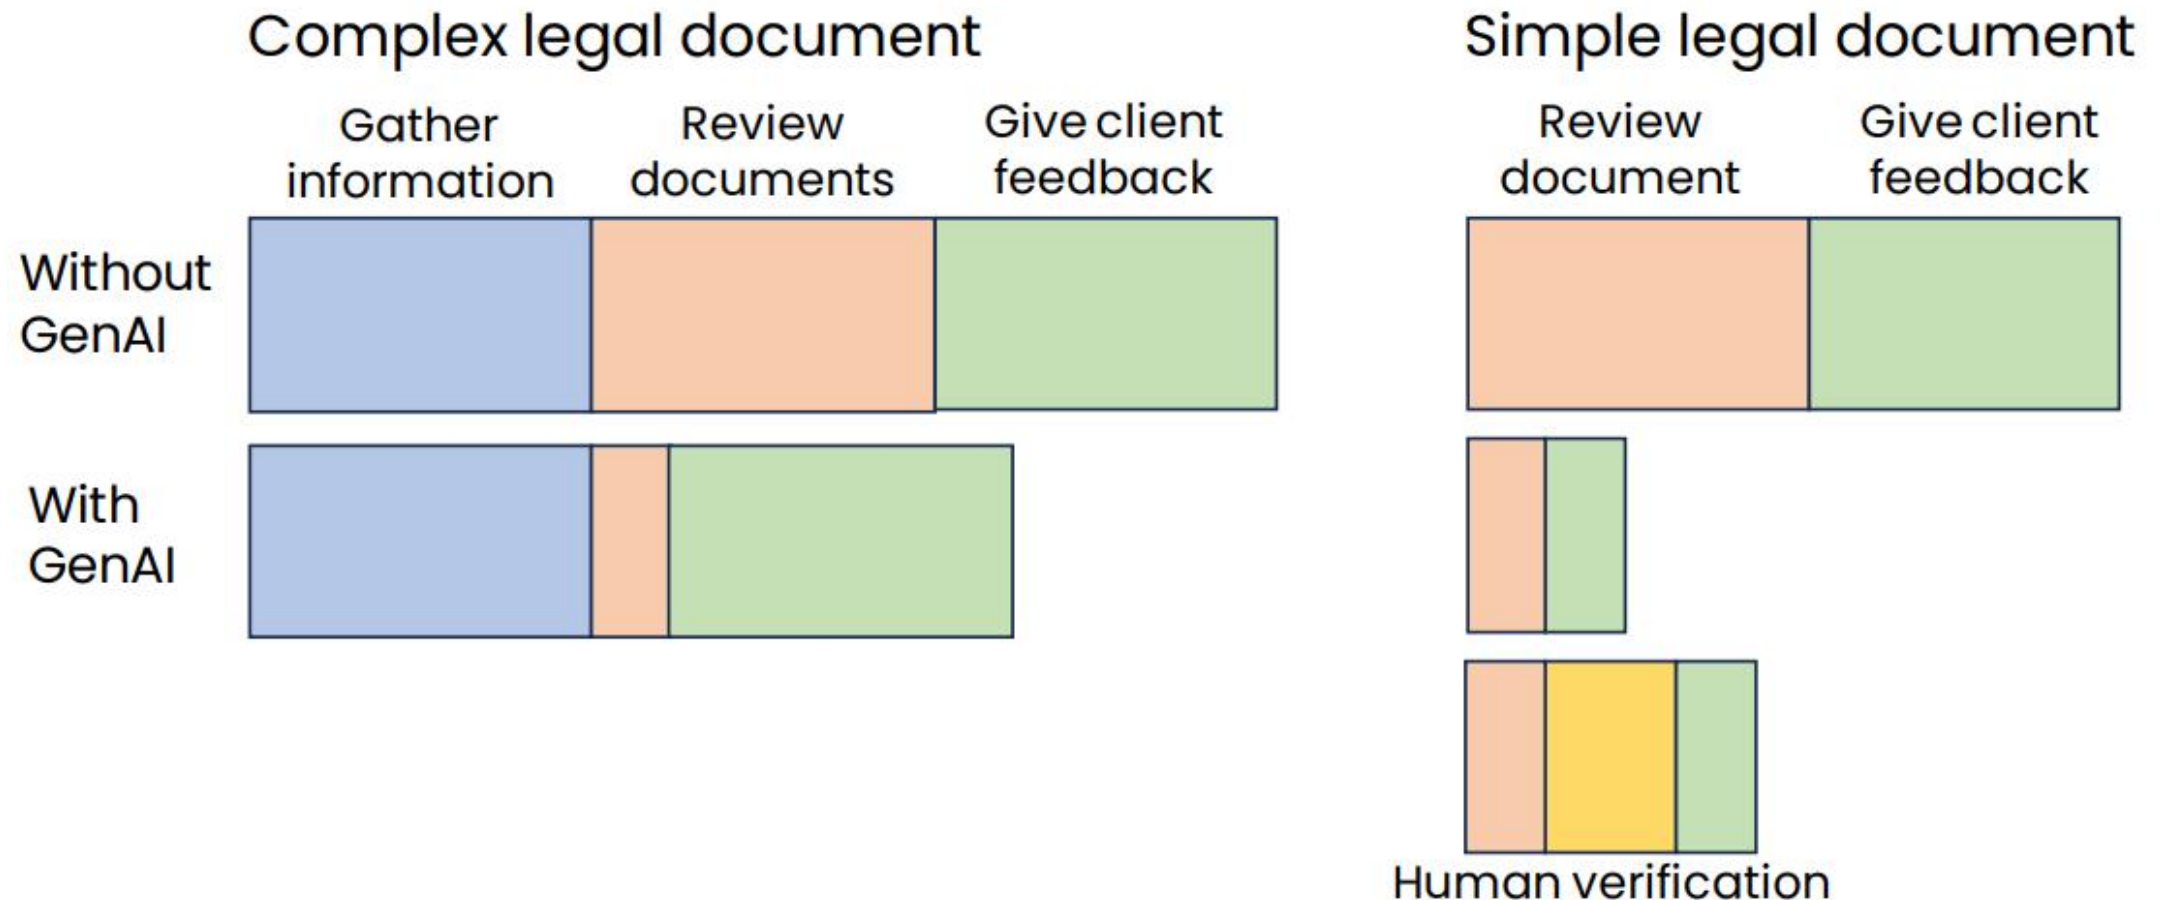 Complex legal document
Simple legal document
Gather
information
Review
documents
Give client
feedback
Review
document
Give client
feedback
Without
GenAI
With
GenAI
Human verification